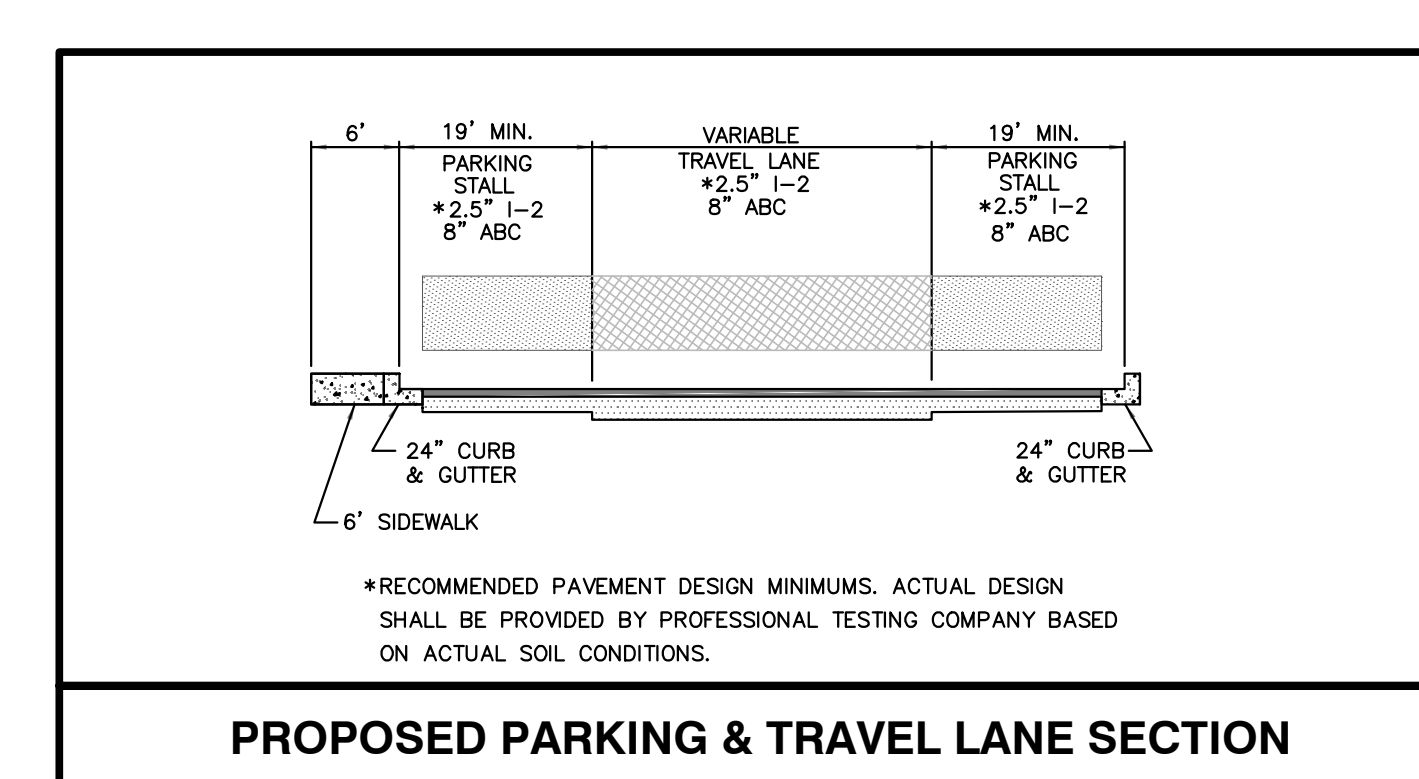 6'
19' MIN.
PARKING
STALL
*2.5" I-2
8" ABC
VARIABLE
TRAVEL LANE
*2.5" I-2
8" ABC
19' MIN.
PARKING
STALL
*2.5" I-2
8" ABC
24" CURB
& GUTTER
24" CURB
& GUTTER
6' SIDEWALK
*RECOMMENDED PAVEMENT DESIGN MINIMUMS. ACTUAL DESIGN
SHALL BE PROVIDED BY PROFESSIONAL TESTING COMPANY BASED
ON ACTUAL SOIL CONDITIONS.
PROPOSED PARKING & TRAVEL LANE SECTION